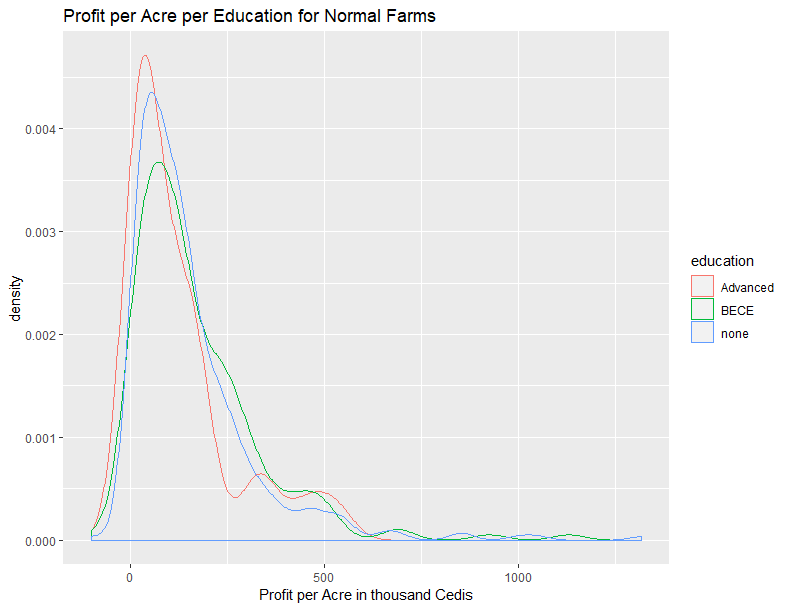 Profit per Acre per Education for Normal Farms
0.004
0.003
0.002
0.001
0.000
density
0
500
1000
Profit per Acre in thousand Cedis
education
Advanced
BECE
none